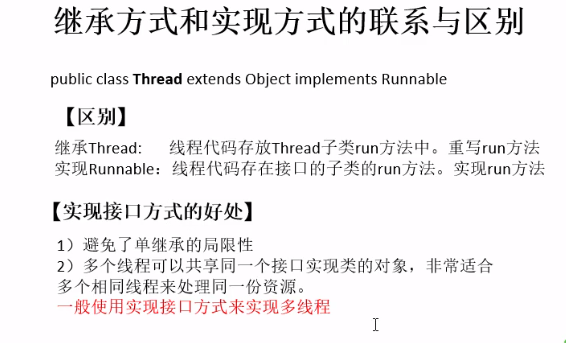 继承方式和实现方式的联系与区别
public class Thread extends Object implements Runnable
【区别】
继承Thread: 线程代码存放Thread子类run方法中。重写run方法
实现Runnable：线程代码存在接口的子类的run方法。实现run方法
【实现接口方式的好处】
1）避免了单继承的局限性
2）多个线程可以共享同一个接口实现类的对象，非常适合
多个相同线程来处理同一份资源。
一般使用实现接口方式来实现多线程